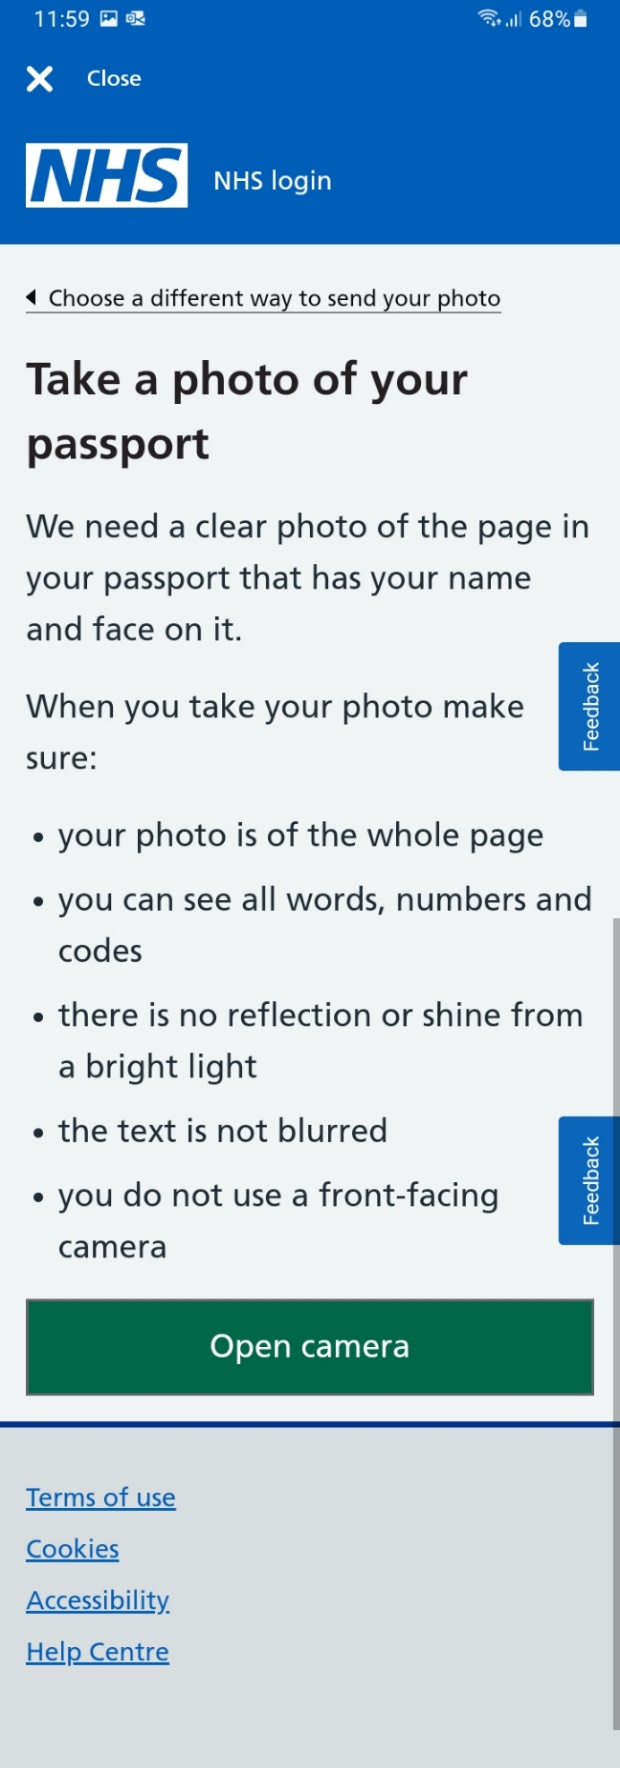 11:59
68%
Close
NHS
NHS login
Choose a different way to send your photo
Take a photo of your
passport
We need a clear photo of the page in
your passport that has your name
and face on it.
Feedback
When you take your photo make
sure:
• your photo is of the whole page
• you can see all words, numbers and
codes
• there is no reflection or shine from
a bright light
• the text is not blurred
Feedback
• you do not use a front-facing
camera
Open camera
Terms of use
Cookies
Accessibility
Help Centre